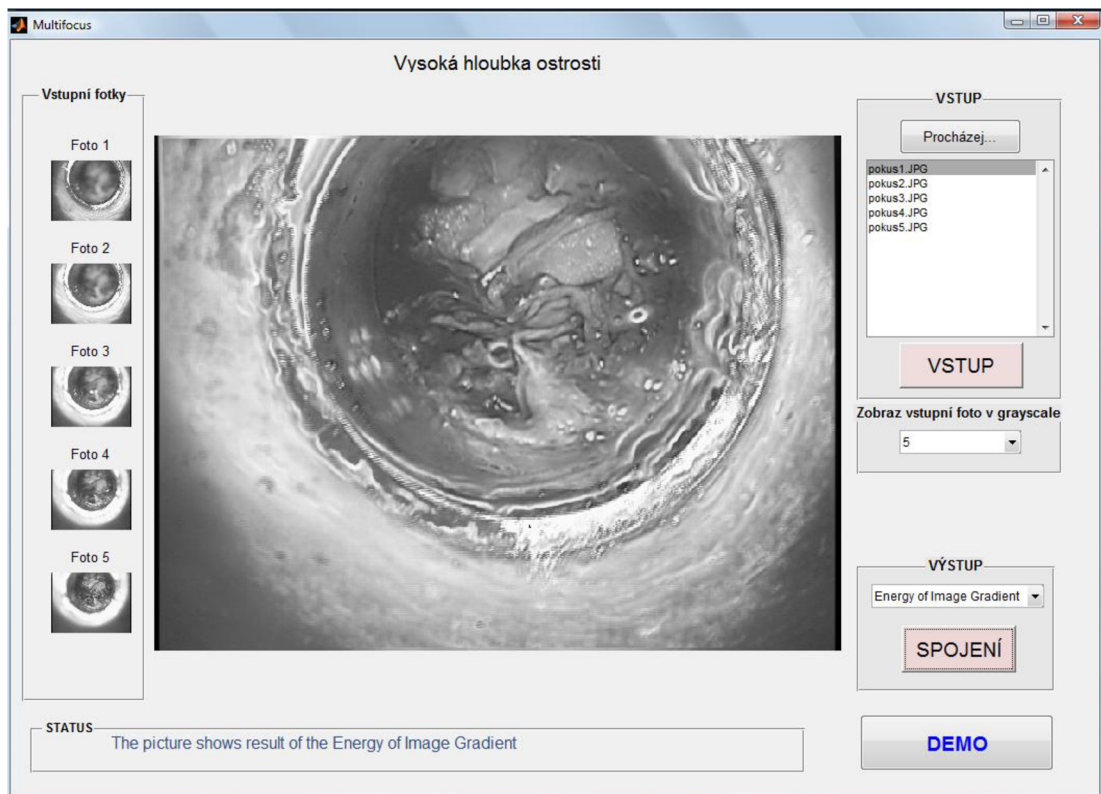 Multifocus
Vysoká hloubka ostrosti
Vstupní fotky
Foto 1
Foto 2
Foto 3
Foto 4
Foto 5
VSTUP
Procházej...
pokus1.JPG
pokus2.JPG
pokus3.JPG
pokus4.JPG
pokus5.JPG
VSTUP
Zobraz vstupní foto v grayscale
5
VÝSTUP
Energy of Image Gradient
SPOJENÍ
STATUS
The picture shows result of the Energy of Image Gradient
DEMO